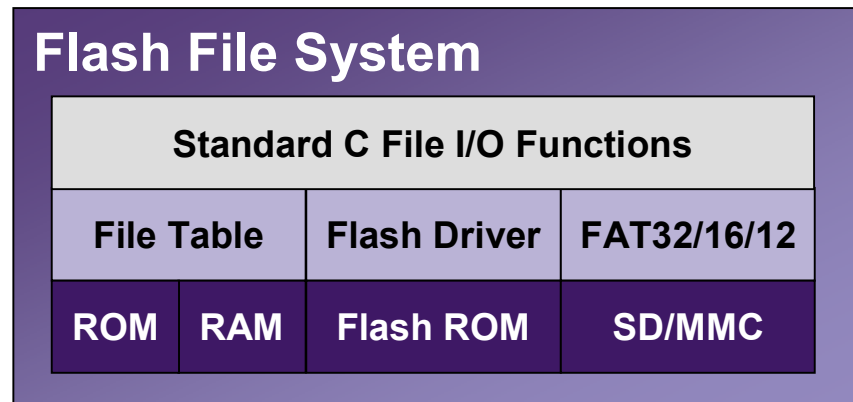 Flash File System
Standard C File I/O Functions
File Table Flash Driver FAT32/16/12
ROM RAM Flash ROM SD/MMC